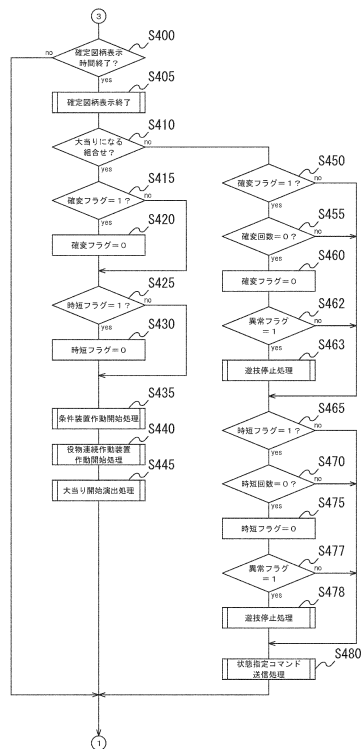 3
S400
確定図柄表示
時間終了?
no
yes
S405
確定図柄表示終了
S410
大当りになる
組合せ?
no
yes
S415
確変フラグ=1?
no
yes
S420
確変フラグ=0
S425
時短フラグ=1?
no
yes
S430
時短フラグ=0
S435
条件装置作動開始処理
S440
役物連続作動装置
作動開始処理
S445
大当り開始演出処理
S450
確変フラグ=1?
no
yes
S455
確変回数=0?
no
yes
S460
確変フラグ=0
S462
異常フラグ
=1
no
yes
S463
遊技停止処理
S465
時短フラグ=1?
no
yes
S470
時短回数=0?
no
yes
S475
時短フラグ=0
S477
異常フラグ
=1
no
yes
S478
遊技停止処理
S480
状態指定コマンド
送信処理
1